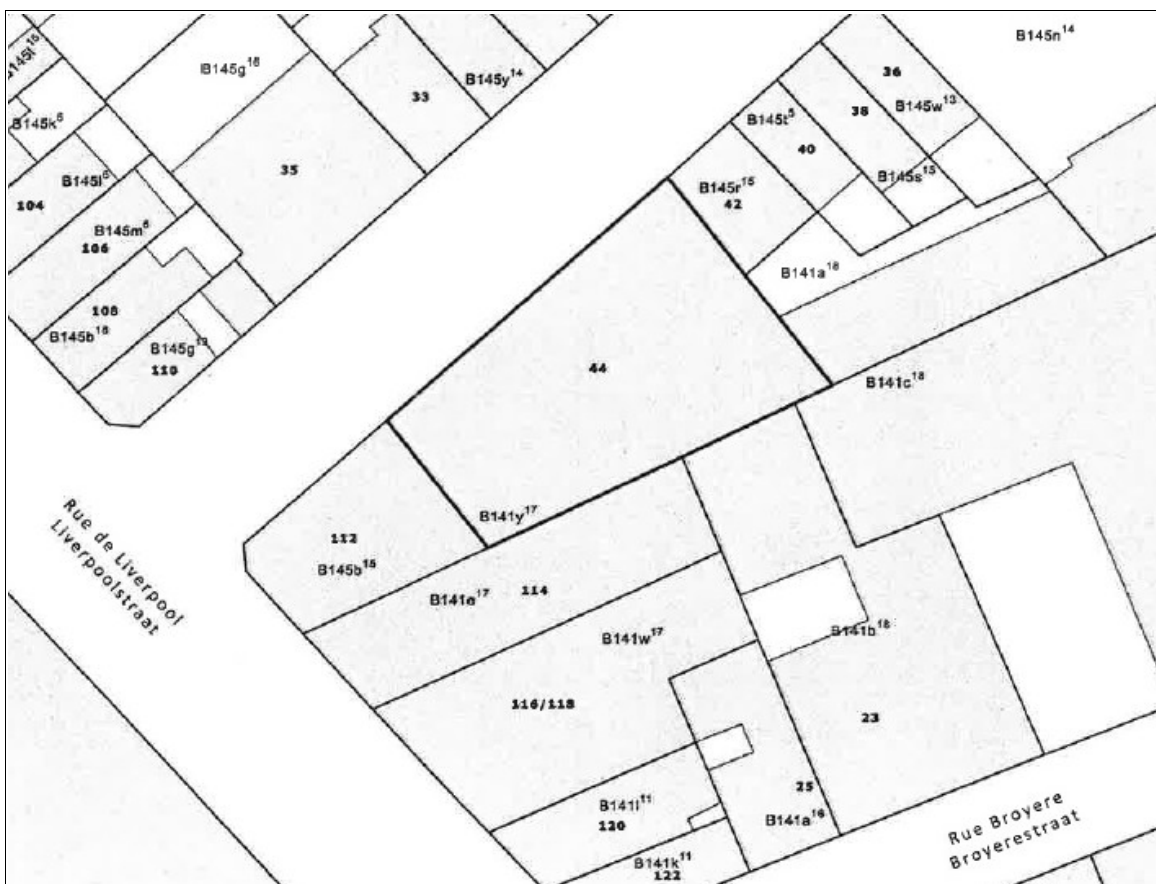 B145l¹⁵
B145g¹⁶
B145n¹⁴
36
B145y¹⁴
33
B145w¹³
B145t⁵
38
B145k⁶
40
35
B145s¹⁵
B145l⁶
B145r¹⁵
104
42
B145m⁶
106
B141a¹⁸
108
B145b¹⁶
B145g¹³
110
44
B141c¹⁸
B141y¹⁷
Rue de Liverpool
Liverpoolstraat
112
B145b¹⁵
B141e¹⁷
114
B141w¹⁷
B141b¹⁸
116/118
23
25
B141l¹¹
120
B141a¹⁶
Rue Broyere
Broyerestraat
B141k¹¹
122